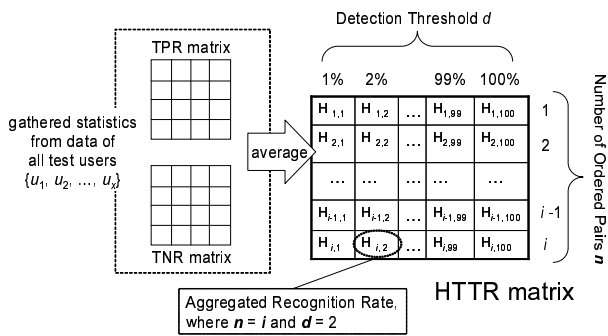 Detection Threshold d
TPR matrix
1% 2% 99% 100%
gathered statistics
from data of
all test users
{u1, u2, ..., ux}
average
H 1,1 H 1,2 ... H 1,99 H 1,100 1
H 2,1 H 2,2 ... H 2,99 H 2,100 2
... ... ... ...
H i-1,1 H i-1,2 ... H i-1,99 H i-1,100 i -1
H i,1 H i,2 ... H i,99 H i,100 i
Number of Ordered Pairs n
TNR matrix
HTTR matrix
Aggregated Recognition Rate,
where n = i and d = 2